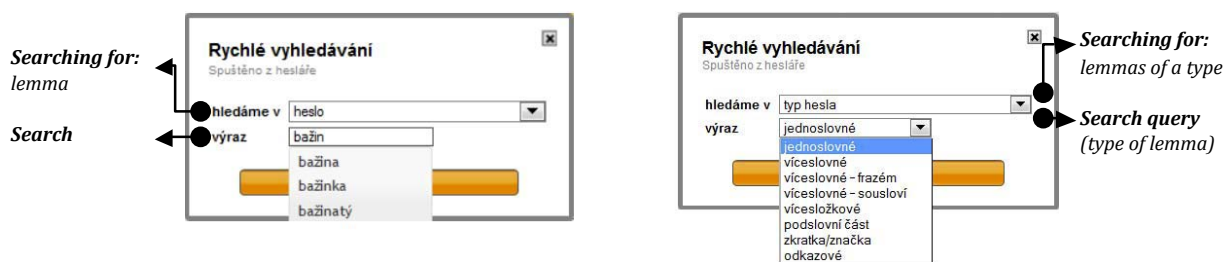 Searching for:
lemma
Search
Rychlé vyhledávání
Spuštěno z hesláře
hledáme v heslo
výraz bažin
bažina
bažinka
bažinatý
Rychlé vyhledávání
Spuštěno z hesláře
hledáme v typ hesla
výraz jednoslovné
jednoslovné
víceslovné
víceslovné – frazém
víceslovné – sousloví
vícesložkové
podslovní část
zkratka/značka
odkazové
Searching for:
lemmas of a type
Search query
(type of lemma)